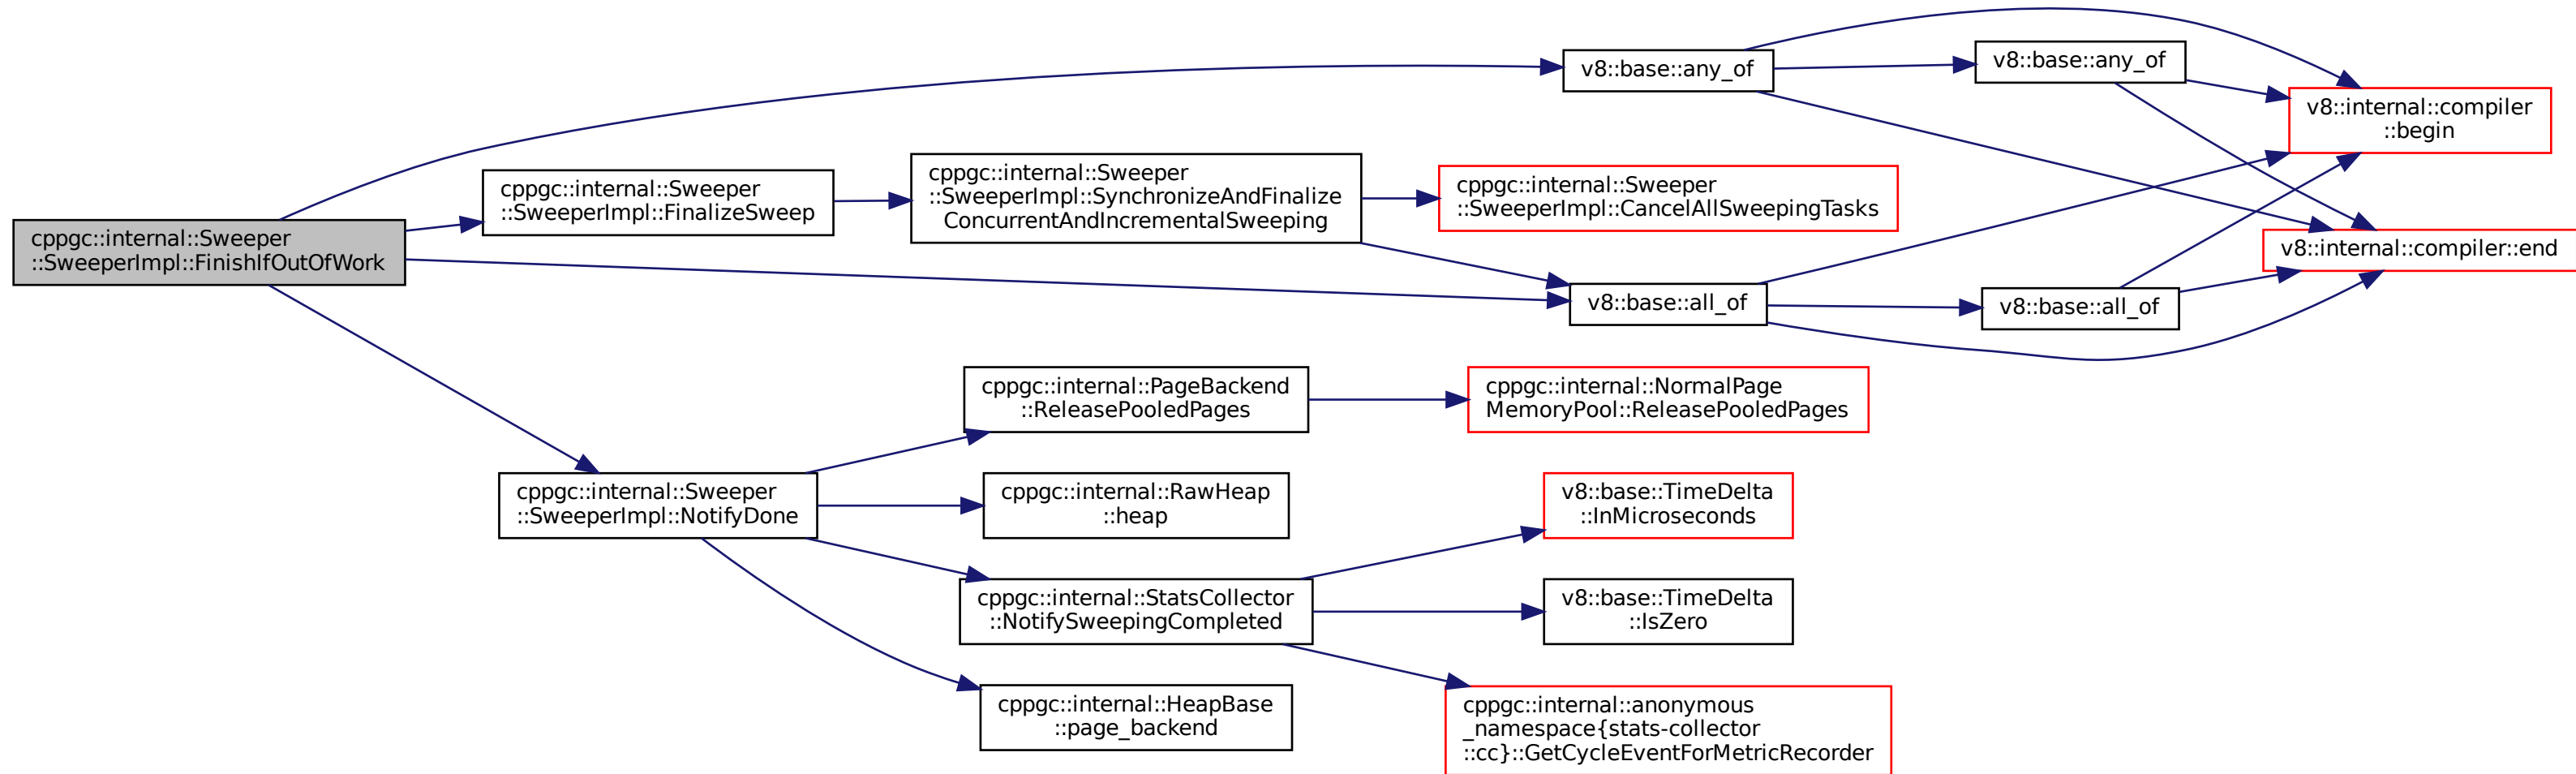 cppgc::internal::Sweeper
::SweeperImpl::FinishIfOutOfWork
cppgc::internal::Sweeper
::SweeperImpl::FinalizeSweep
cppgc::internal::Sweeper
::SweeperImpl::NotifyDone
cppgc::internal::Sweeper
::SweeperImpl::SynchronizeAndFinalize
ConcurrentAndIncrementalSweeping
cppgc::internal::PageBackend
::ReleasePooledPages
cppgc::internal::RawHeap
::heap
cppgc::internal::StatsCollector
::NotifySweepingCompleted
cppgc::internal::HeapBase
::page_backend
v8::base::any_of
cppgc::internal::Sweeper
::SweeperImpl::CancelAllSweepingTasks
v8::base::all_of
cppgc::internal::NormalPage
MemoryPool::ReleasePooledPages
v8::base::TimeDelta
::InMicroseconds
v8::base::TimeDelta
::IsZero
cppgc::internal::anonymous
_namespace{stats-collector
::cc}::GetCycleEventForMetricRecorder
v8::base::any_of
v8::base::all_of
v8::internal::compiler
::begin
v8::internal::compiler::end